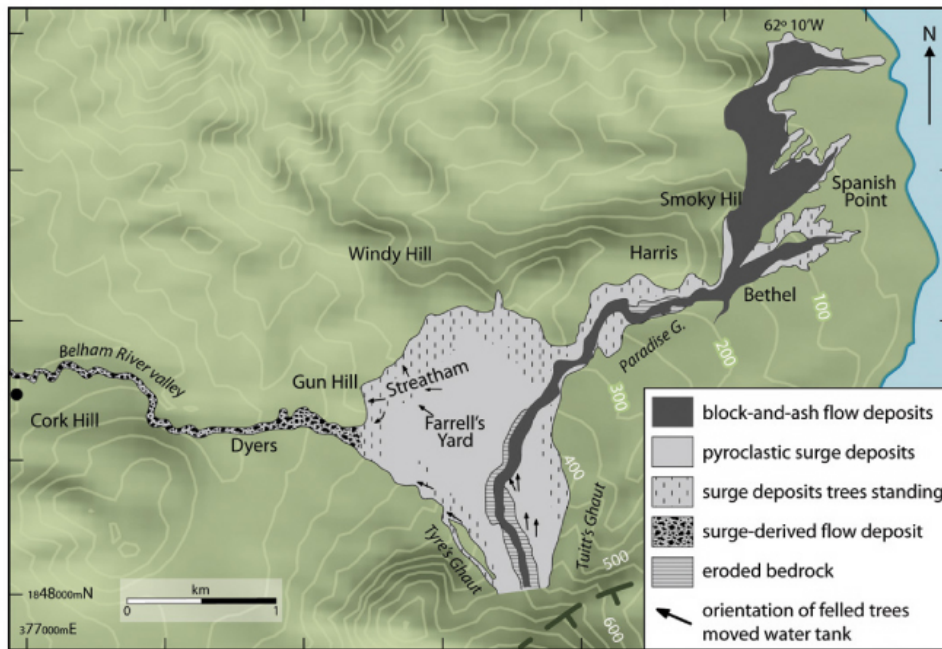 62º 10'W
N
Smoky Hill
Spanish
Point
Windy Hill
Harris
Bethel
100
Paradise G.
200
Belham River valley
Gun Hill
Streatham
300
Cork Hill
Dyers
Farrell's
Yard
400
Tyre's Ghaut
Tuitt's Ghaut
500
600
km
0
1
1848000mN
377000mE
block-and-ash flow deposits
pyroclastic surge deposits
surge deposits trees standing
surge-derived flow deposit
eroded bedrock
orientation of felled trees
moved water tank